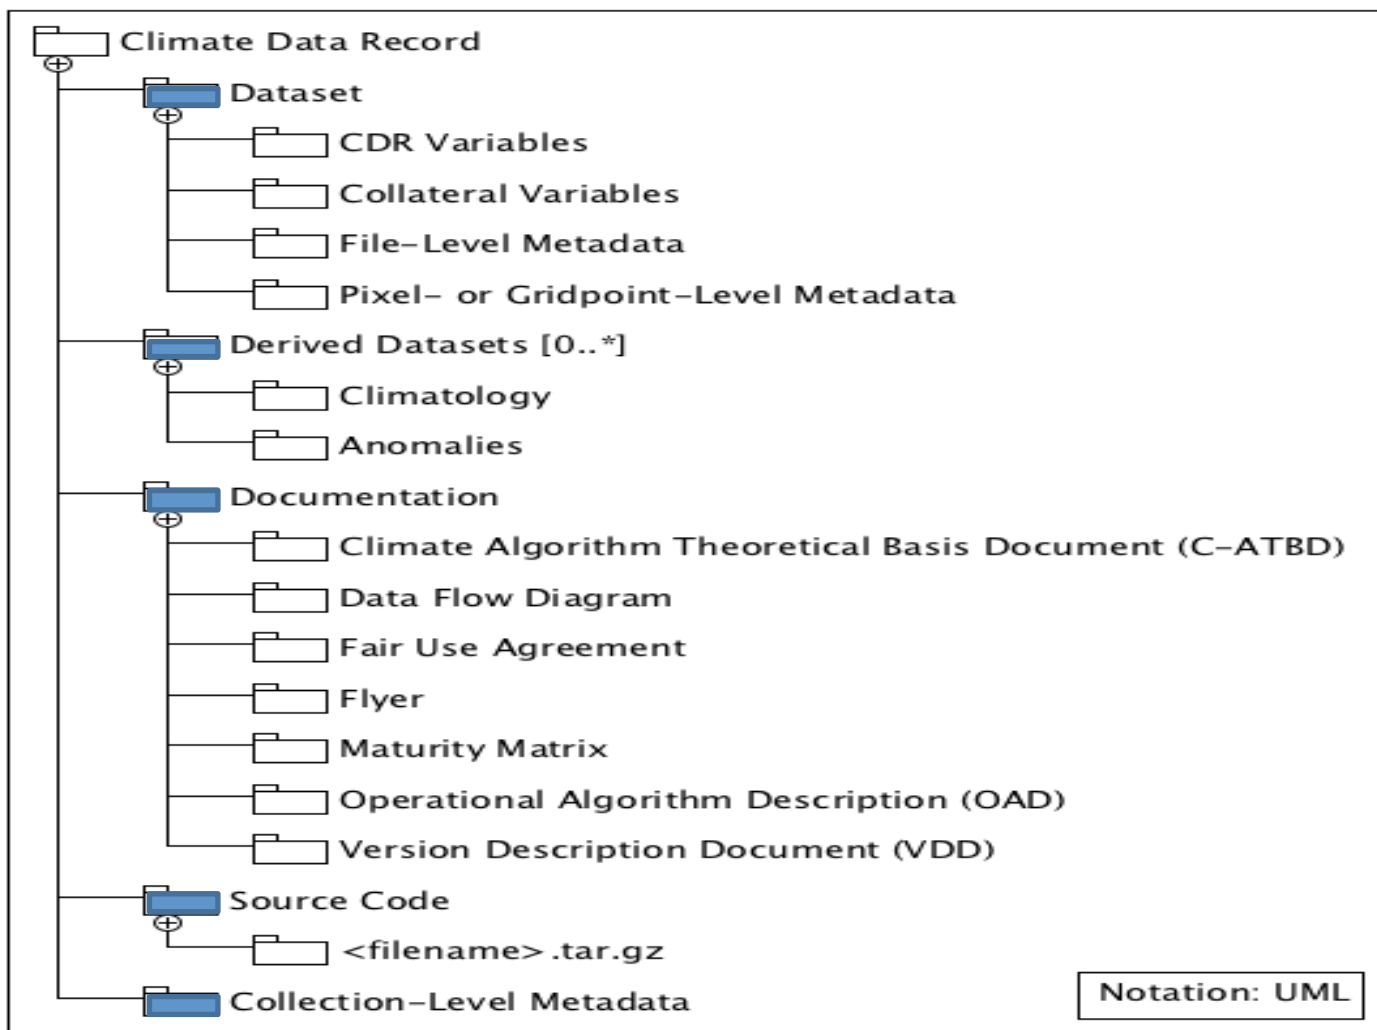 Climate Data Record
Dataset
CDR Variables
Collateral Variables
File-Level Metadata
Pixel- or Gridpoint-Level Metadata
Derived Datasets [0..*]
Climatology
Anomalies
Documentation
Climate Algorithm Theoretical Basis Document (C-ATBD)
Data Flow Diagram
Fair Use Agreement
Flyer
Maturity Matrix
Operational Algorithm Description (OAD)
Version Description Document (VDD)
Source Code
<filename>.tar.gz
Collection-Level Metadata
Notation: UML